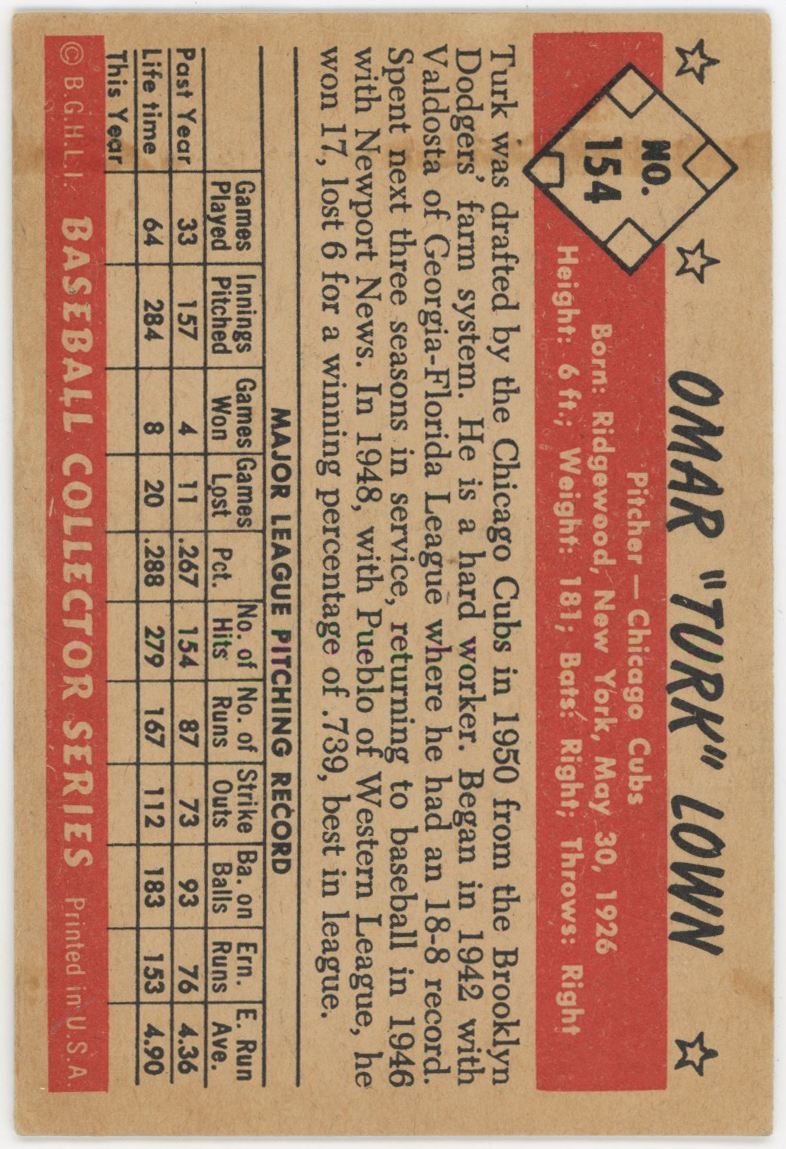 OMAR "TURK" LOWN
NO.
154
Pitcher — Chicago Cubs
Born: Ridgewood, New York, May 30, 1926
Height: 6 ft.; Weight: 181; Bats: Right; Throws: Right
Turk was drafted by the Chicago Cubs in 1950 from the Brooklyn
Dodgers' farm system. He is a hard worker. Began in 1942 with
Valdosta of Georgia-Florida League where he had an 18-8 record.
Spent next three seasons in service, returning to baseball in 1946
with Newport News. In 1948, with Pueblo of Western League, he
won 17, lost 6 for a winning percentage of .739, best in league.
MAJOR LEAGUE PITCHING RECORD
Games Played Innings Pitched Games Won Games Lost Pct. No. of Hits No. of Runs Strike Outs Ba. on Balls Ern. Runs E. Run Ave.
Past Year 33 157 4 11 .267 154 87 73 93 76 4.36
Life time 64 284 8 20 .288 279 167 112 183 153 4.90
This Year
© B.G.H.L.I. BASEBALL COLLECTOR SERIES Printed in U.S.A.